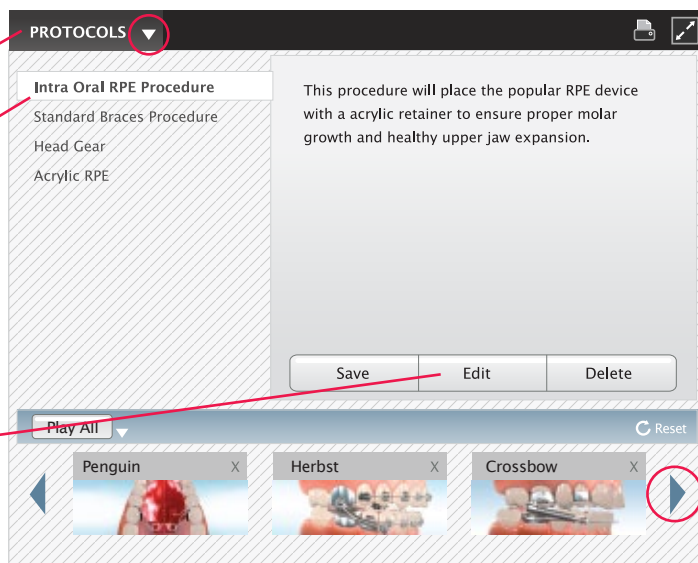 PROTOCOLS
Intra Oral RPE Procedure
Standard Braces Procedure
Head Gear
Acrylic RPE
This procedure will place the popular RPE device
with a acrylic retainer to ensure proper molar
growth and healthy upper jaw expansion.
Save Edit Delete
Play All Reset
Penguin X Herbst X Crossbow X